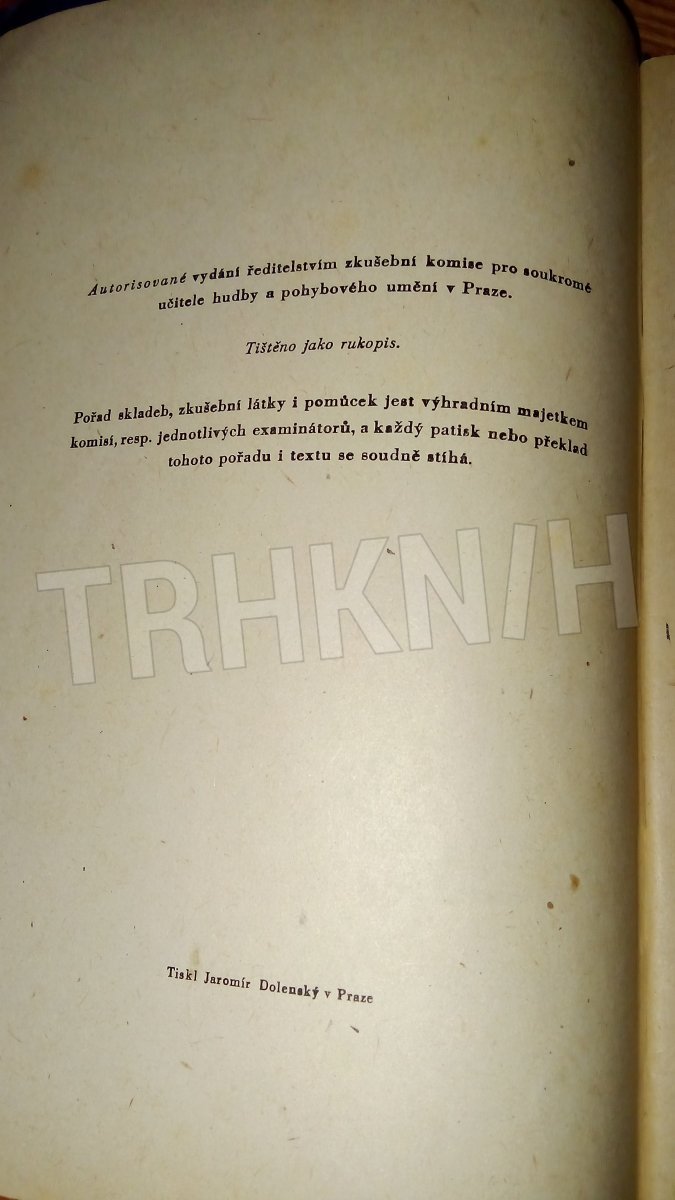 Autorisované vydání ředitelstvím zkušební komise pro soukromé
učitele hudby a pohybového umění v Praze.
Tištěno jako rukopis.
Pořad skladeb, zkušební látky i pomůcek jest výhradním majetkem
komisí, resp. jednotlivých examinátorů, a každý patisk nebo překlad
tohoto pořadu i textu se soudně stíhá.
TRHKNIH
Tiskl Jaromír Dolenský v Praze